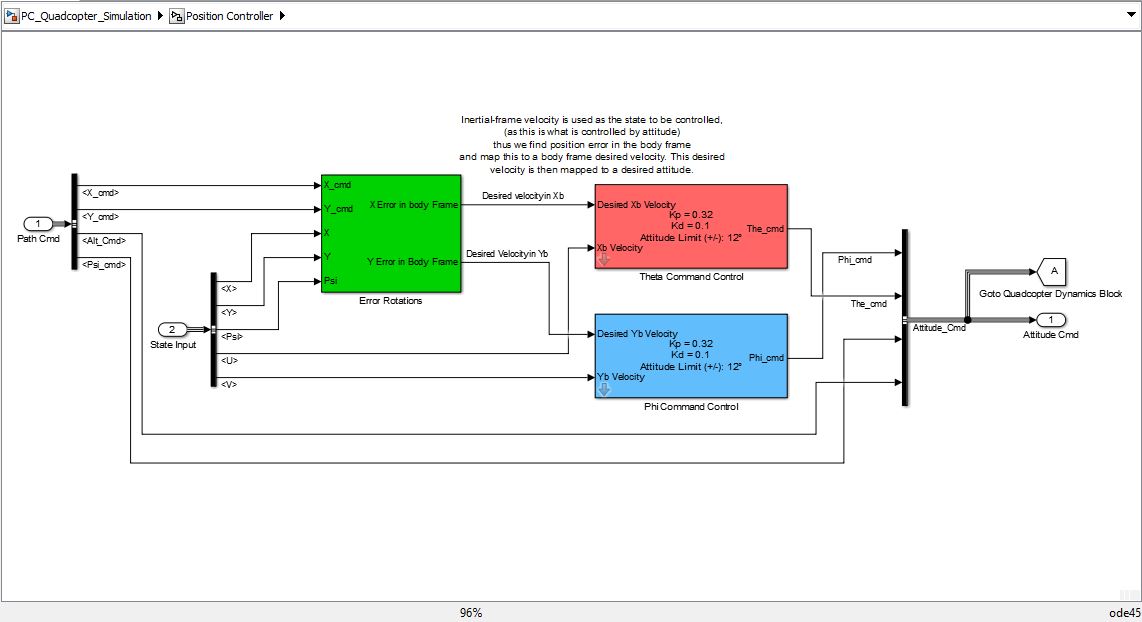 PC_Quadcopter_Simulation
Position Controller
Inertial-frame velocity is used as the state to be controlled,
(as this is what is controlled by attitude)
thus we find position error in the body frame
and map this to a body frame desired velocity. This desired
velocity is then mapped to a desired attitude.
1
Path Cmd
<X_cmd>
<Y_cmd>
<Alt_Cmd>
<Psi_cmd>
2
State Input
<X>
<Y>
<Psi>
<U>
<V>
X_cmd
Y_cmd
X
Y
Psi
X Error in body Frame
Y Error in Body Frame
Error Rotations
Desired velocity in Xb
Desired Velocity in Yb
Desired Xb Velocity
Kp = 0.32
Kd = 0.1
Attitude Limit (+/-): 12°
Xb Velocity
The_cmd
Theta Command Control
Desired Yb Velocity
Kp = 0.32
Kd = 0.1
Attitude Limit (+/-): 12°
Yb Velocity
Phi_cmd
Phi Command Control
Phi_cmd
The_cmd
Attitude_Cmd
A
Goto Quadcopter Dynamics Block
1
Attitude Cmd
96%
ode45